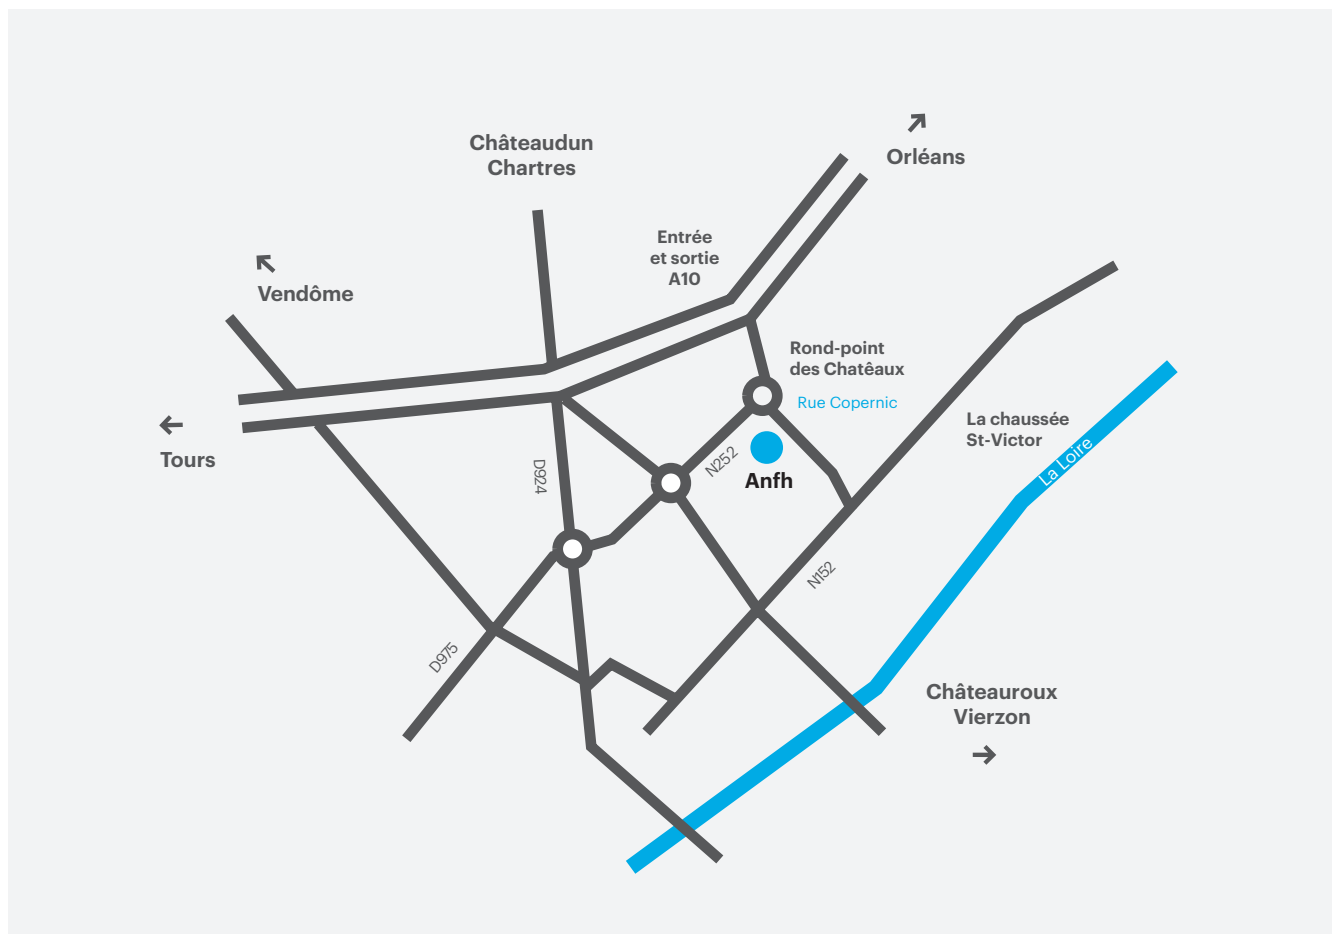 Châteaudun
Chartres
Orléans
Entrée
et sortie
A10
Vendôme
Rond-point
des Chatêaux
Rue Copernic
La chaussée
St-Victor
La Loire
Tours
D924
N252
Anfh
N152
D975
Châteauroux
Vierzon